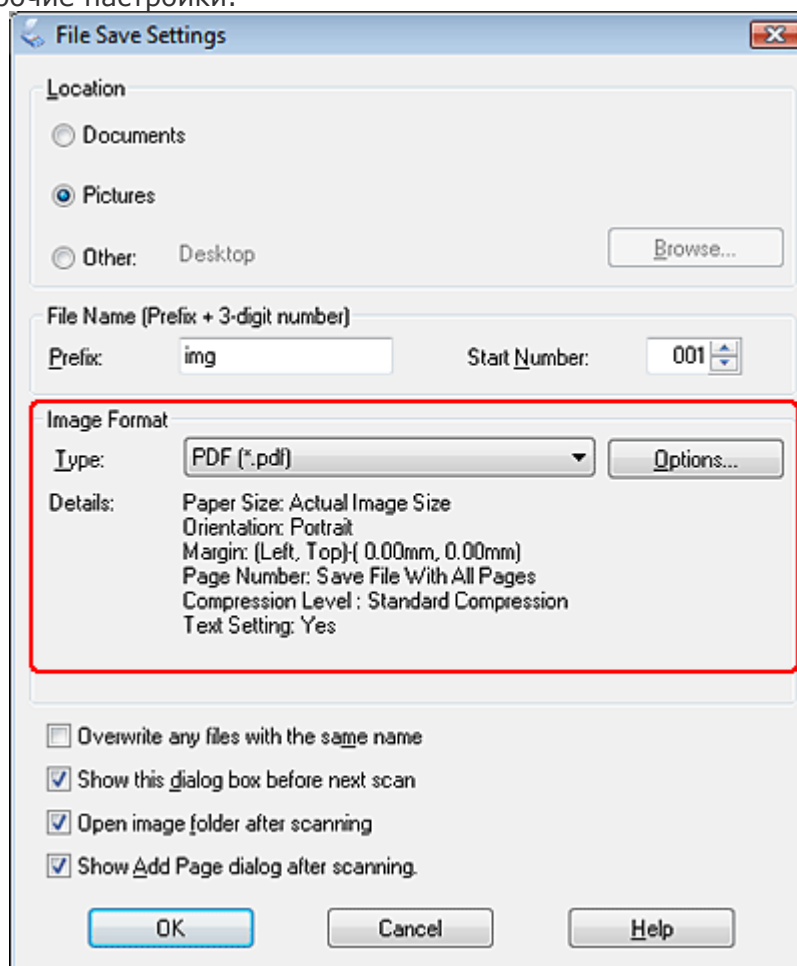 прочие настройки.
File Save Settings
Location
Documents
Pictures
Other: Desktop Browse...
File Name (Prefix + 3-digit number)
Prefix: img Start Number: 001
Image Format
Type: PDF (*.pdf) Options...
Details: Paper Size: Actual Image Size
Orientation: Portrait
Margin: (Left, Top)-( 0.00mm, 0.00mm)
Page Number: Save File With All Pages
Compression Level : Standard Compression
Text Setting: Yes
Overwrite any files with the same name
Show this dialog box before next scan
Open image folder after scanning
Show Add Page dialog after scanning.
OK Cancel Help